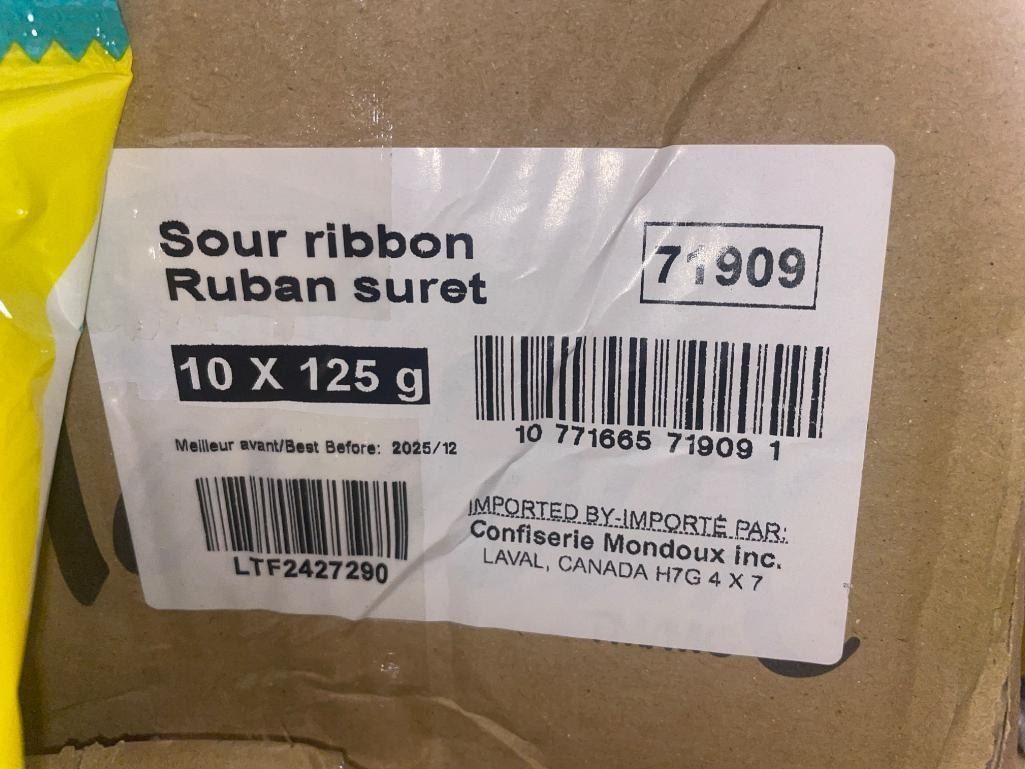 Sour ribbon
Ruban suret
71909
10 X 125 g
10 771665 71909 1
Meilleur avant/Best Before: 2025/12
LTF2427290
IMPORTED BY-IMPORTÉ PAR:
Confiserie Mondoux inc.
LAVAL, CANADA H7G 4 X 7